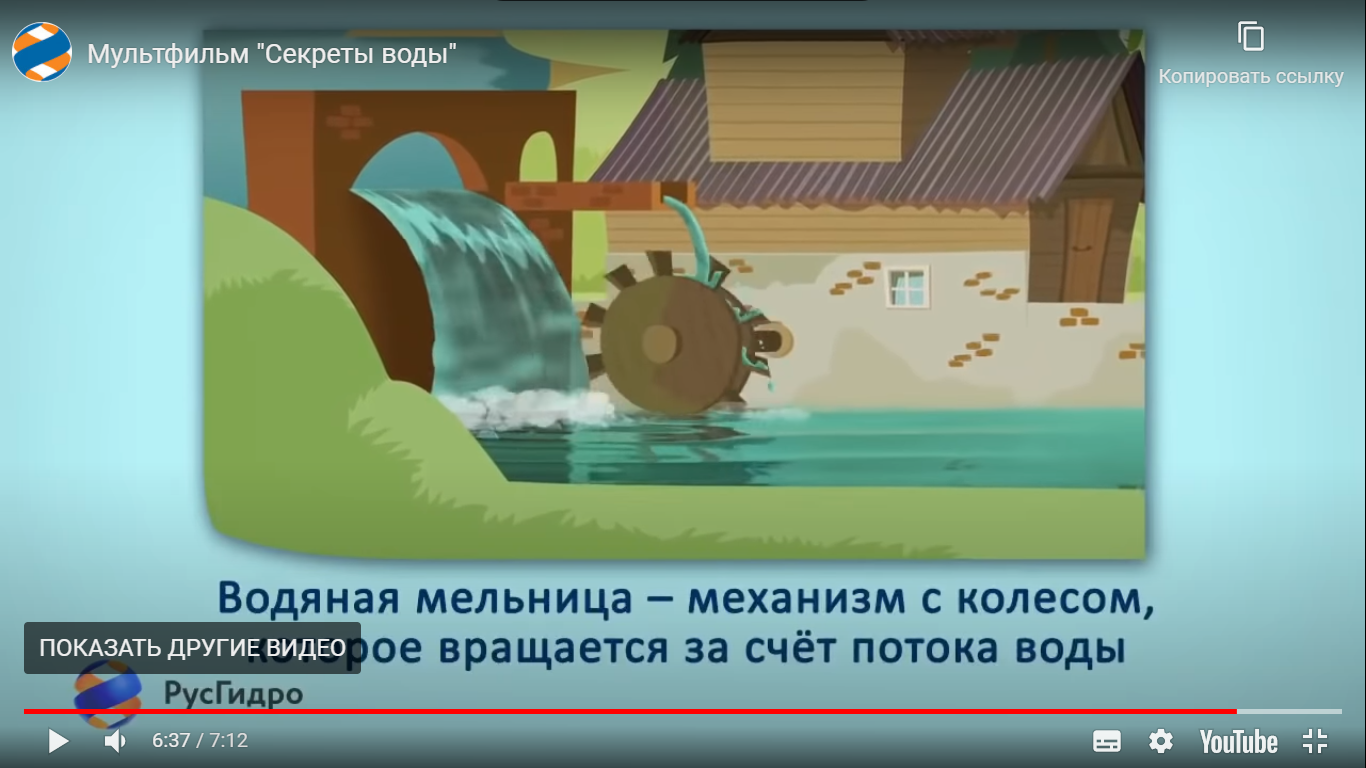 Мультфильм "Секреты воды"
Копировать ссылку
Водяная мельница – механизм с колесом,
которое вращается за счёт потока воды
ПОКАЗАТЬ ДРУГИЕ ВИДЕО
РусГидро
6:37 / 7:12
YouTube